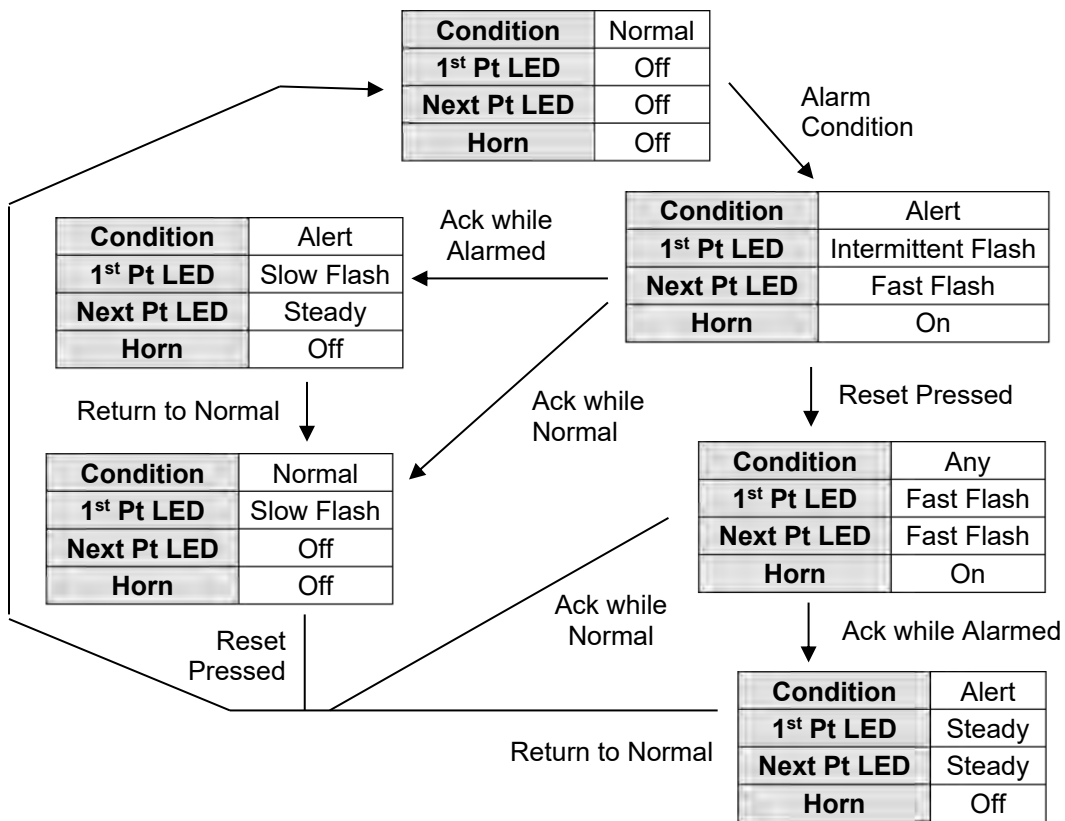 Condition Normal
1st Pt LED Off
Next Pt LED Off
Horn Off
Alarm
Condition
Condition Alert
1st Pt LED Intermittent Flash
Next Pt LED Fast Flash
Horn On
Ack while
Alarmed
Condition Alert
1st Pt LED Slow Flash
Next Pt LED Steady
Horn Off
Return to Normal
Ack while
Normal
Reset Pressed
Condition Normal
1st Pt LED Slow Flash
Next Pt LED Off
Horn Off
Condition Any
1st Pt LED Fast Flash
Next Pt LED Fast Flash
Horn On
Reset
Pressed
Ack while
Normal
Ack while Alarmed
Condition Alert
1st Pt LED Steady
Next Pt LED Steady
Horn Off
Return to Normal